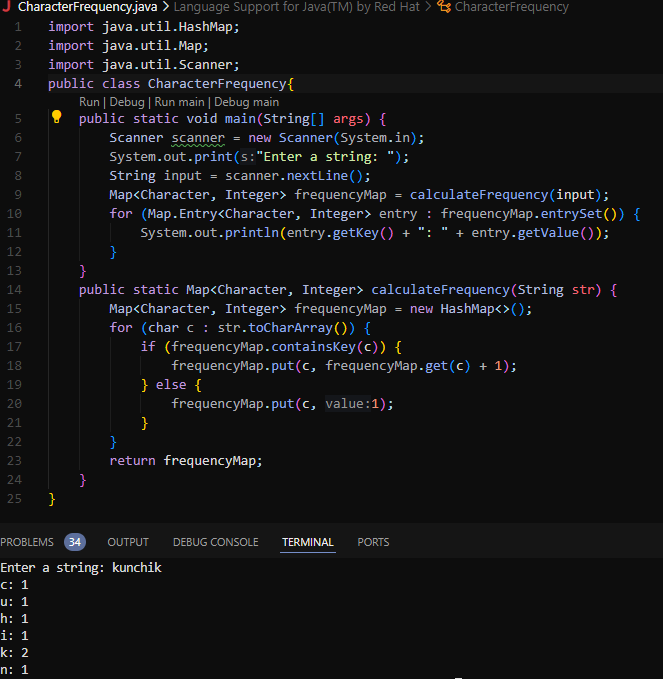 CharacterFrequency.java > Language Support for Java(TM) by Red Hat > CharacterFrequency
1 import java.util.HashMap;
2 import java.util.Map;
3 import java.util.Scanner;
4 public class CharacterFrequency{
Run | Debug | Run main | Debug main
5 public static void main(String[] args) {
6 Scanner scanner = new Scanner(System.in);
7 System.out.print(s:"Enter a string: ");
8 String input = scanner.nextLine();
9 Map<Character, Integer> frequencyMap = calculateFrequency(input);
10 for (Map.Entry<Character, Integer> entry : frequencyMap.entrySet()) {
11 System.out.println(entry.getKey() + ": " + entry.getValue());
12 }
13 }
14 public static Map<Character, Integer> calculateFrequency(String str) {
15 Map<Character, Integer> frequencyMap = new HashMap<>();
16 for (char c : str.toCharArray()) {
17 if (frequencyMap.containsKey(c)) {
18 frequencyMap.put(c, frequencyMap.get(c) + 1);
19 } else {
20 frequencyMap.put(c, value:1);
21 }
22 }
23 return frequencyMap;
24 }
25 }
PROBLEMS 34 OUTPUT DEBUG CONSOLE TERMINAL PORTS
Enter a string: kunchik
c: 1
u: 1
h: 1
i: 1
k: 2
n: 1